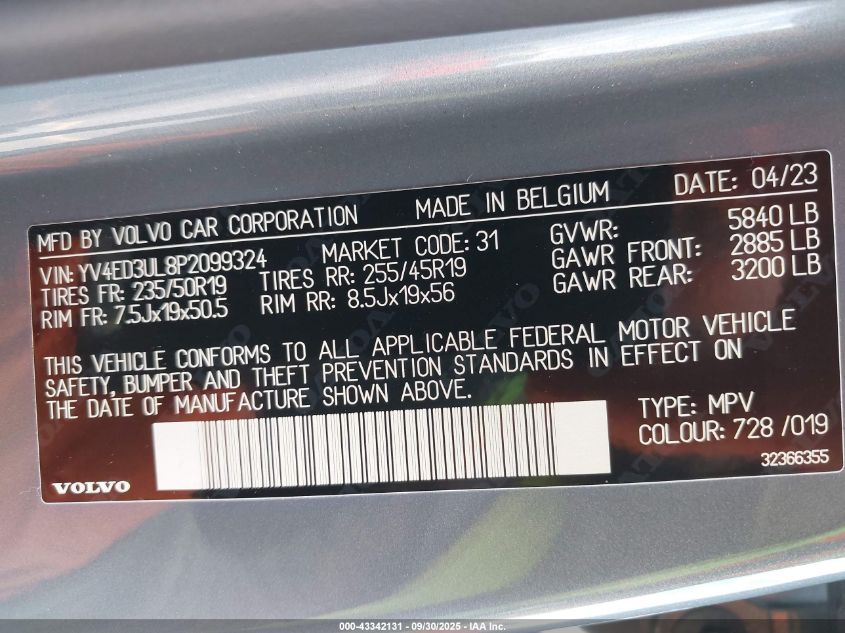 MFD BY VOLVO CAR CORPORATION MADE IN BELGIUM DATE: 04/23
VIN: YV4ED3UL8P2099324 MARKET CODE: 31 GVWR: 5840 LB
TIRES FR: 235/50R19 TIRES RR: 255/45R19 GAWR FRONT: 2885 LB
RIM FR: 7.5Jx19x50.5 RIM RR: 8.5Jx19x56 GAWR REAR: 3200 LB
THIS VEHICLE CONFORMS TO ALL APPLICABLE FEDERAL MOTOR VEHICLE
SAFETY, BUMPER AND THEFT PREVENTION STANDARDS IN EFFECT ON
THE DATE OF MANUFACTURE SHOWN ABOVE.
TYPE: MPV
COLOUR: 728 /019
32366355
VOLVO
000-43342131 - 09/30/2025 - IAA Inc.